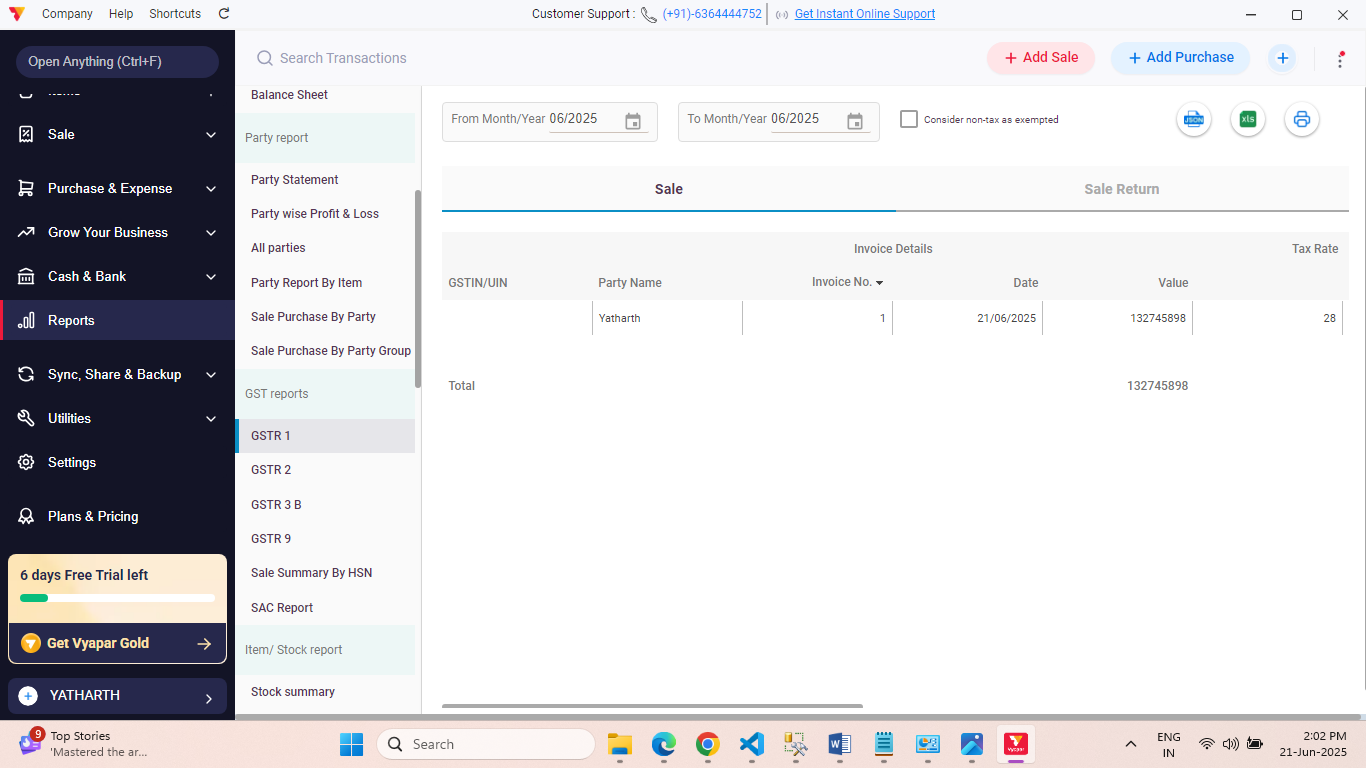 Company Help Shortcuts
Customer Support : (+91)-6364444752 Get Instant Online Support
Open Anything (Ctrl+F)
Sale
Purchase & Expense
Grow Your Business
Cash & Bank
Reports
Sync, Share & Backup
Utilities
Settings
Plans & Pricing
6 days Free Trial left
Get Vyapar Gold
YATHARTH
Search Transactions
Add Sale
Add Purchase
Balance Sheet
Party report
Party Statement
Party wise Profit & Loss
All parties
Party Report By Item
Sale Purchase By Party
Sale Purchase By Party Group
GST reports
GSTR 1
GSTR 2
GSTR 3 B
GSTR 9
Sale Summary By HSN
SAC Report
Item/ Stock report
Stock summary
From Month/Year 06/2025
To Month/Year 06/2025
Consider non-tax as exempted
JSON
xls
Sale Sale Return
Invoice Details Tax Rate
GSTIN/UIN Party Name Invoice No. Date Value
Yatharth 1 21/06/2025 132745898 28
Total 132745898
9
Top Stories
'Mastered the ar...
Search
Vyapar
ENG
IN
2:02 PM
21-Jun-2025